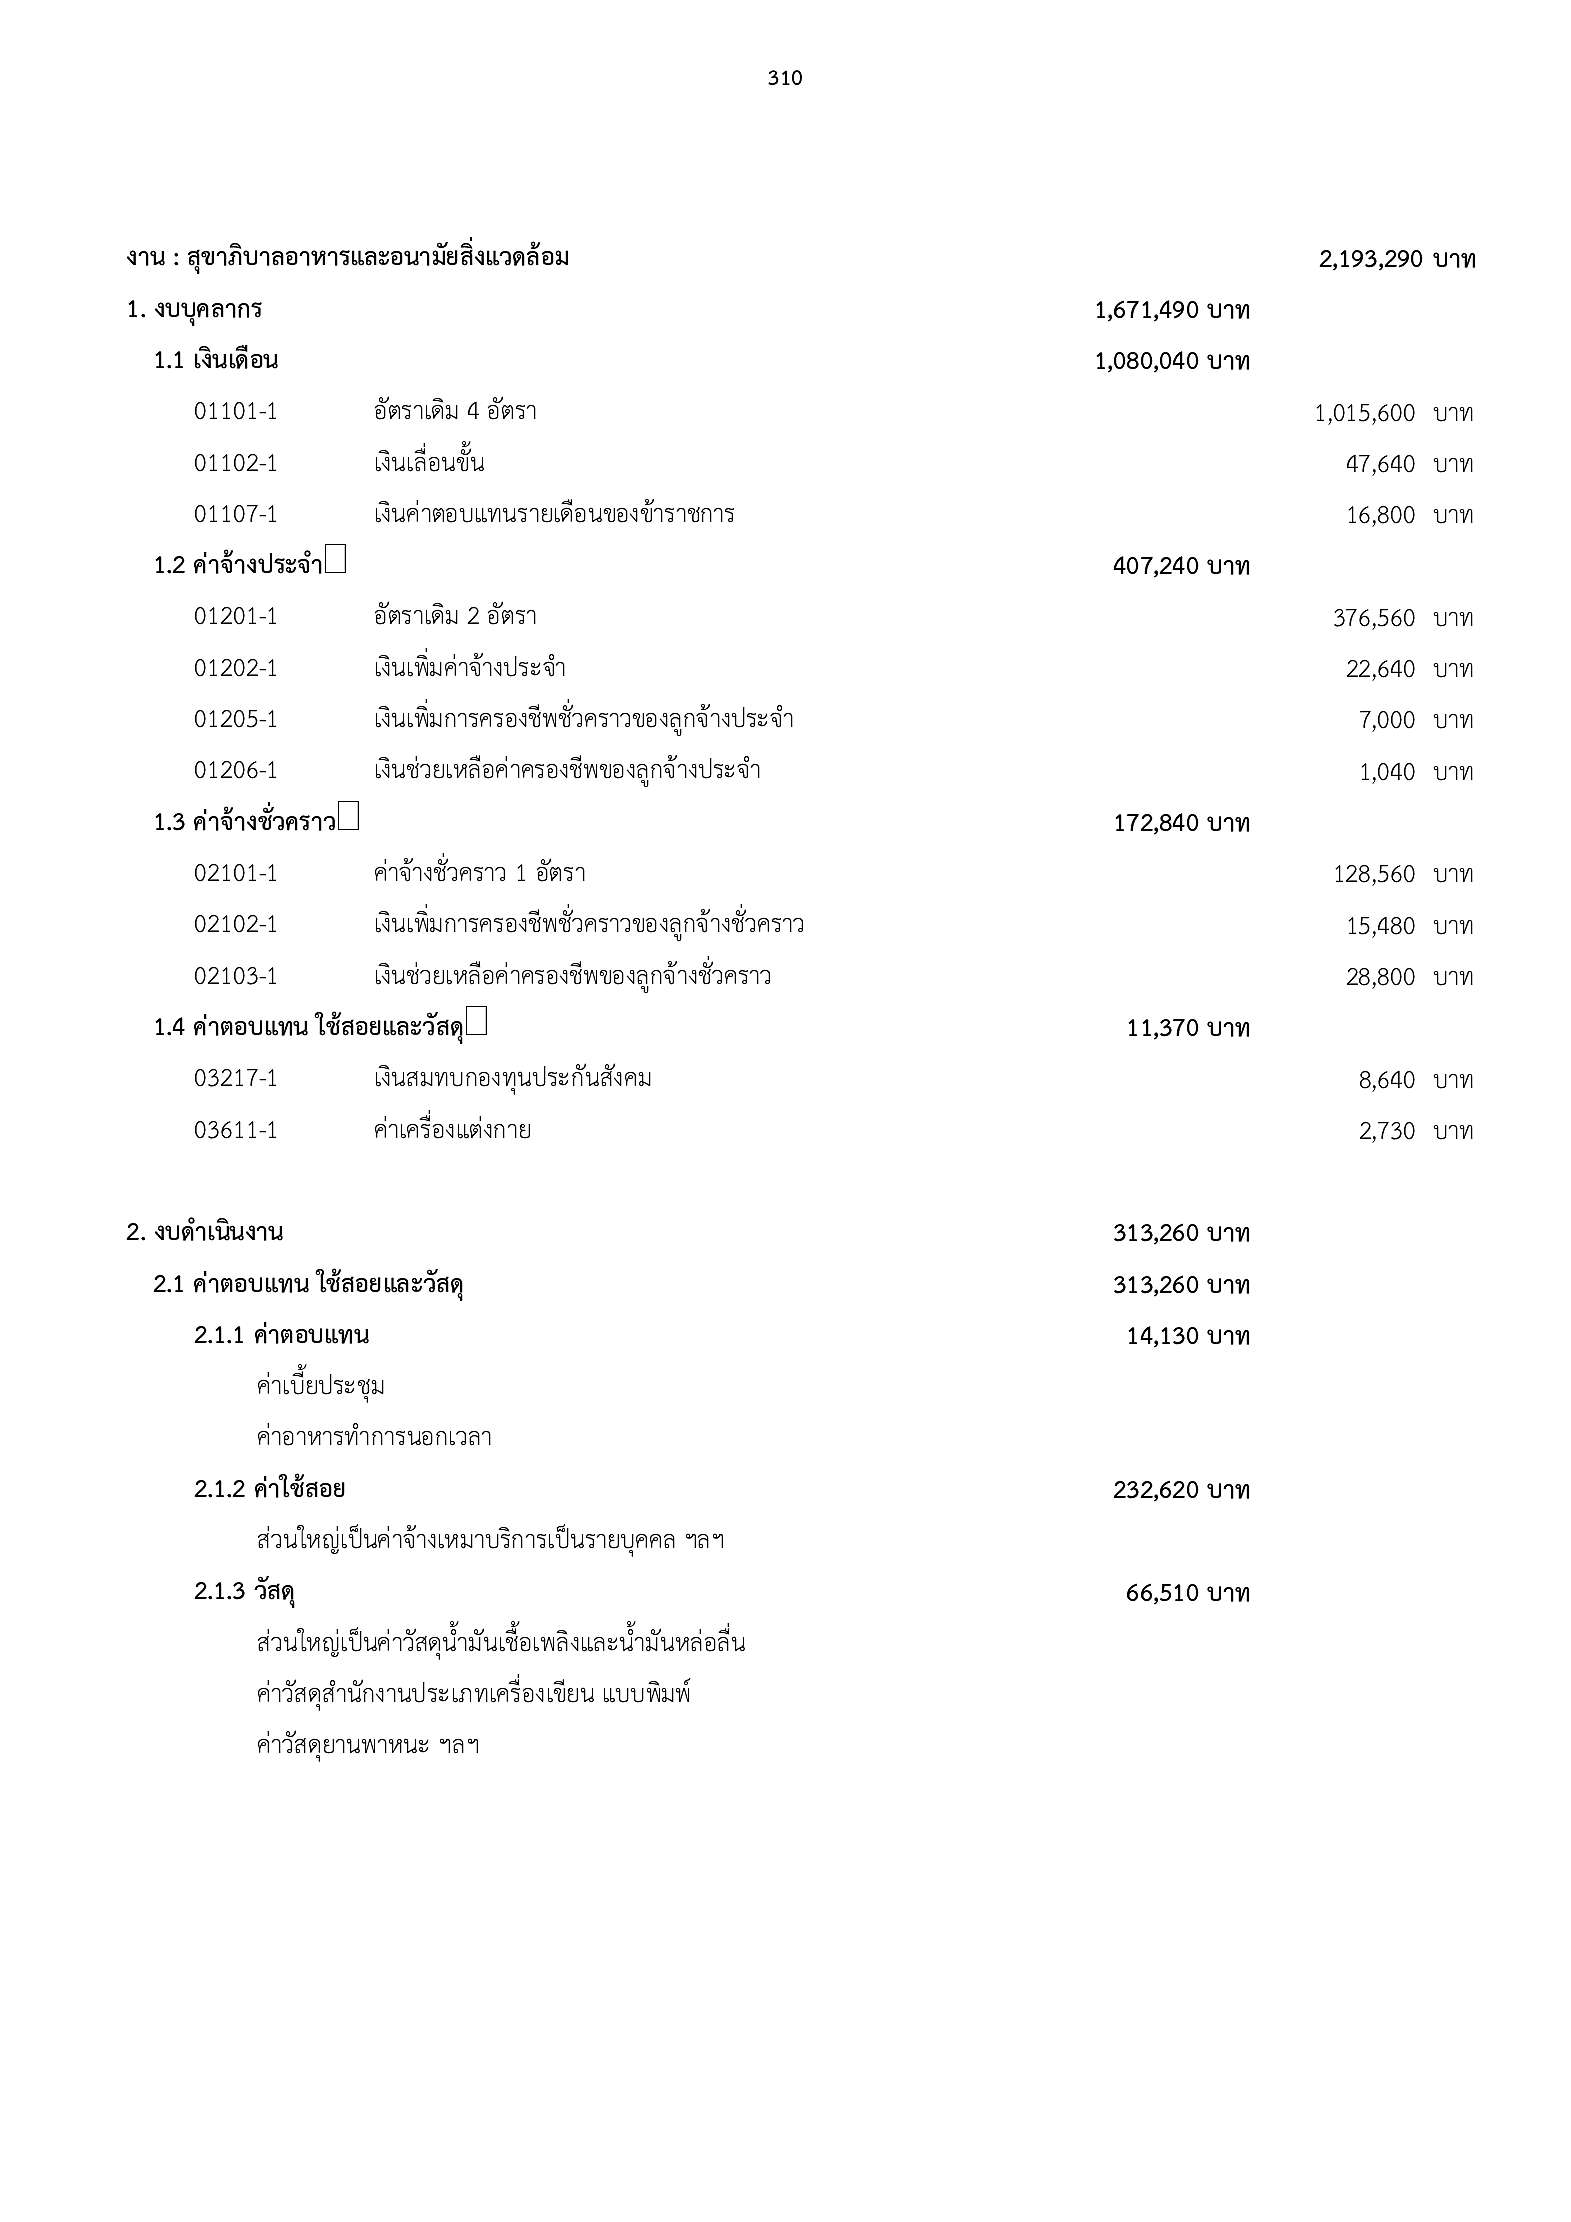 310
งาน : สุขาภิบาลอาหารและอนามัยสิ่งแวดล้อม 2,193,290 บาท
1. งบบุคลากร 1,671,490 บาท
1.1 เงินเดือน 1,080,040 บาท
01101-1 อัตราเดิม 4 อัตรา 1,015,600 บาท
01102-1 เงินเลื่อนขั้น 47,640 บาท
01107-1 เงินค่าตอบแทนรายเดือนของข้าราชการ 16,800 บาท
1.2 ค่าจ้างประจำ 407,240 บาท
01201-1 อัตราเดิม 2 อัตรา 376,560 บาท
01202-1 เงินเพิ่มค่าจ้างประจำ 22,640 บาท
01205-1 เงินเพิ่มการครองชีพชั่วคราวของลูกจ้างประจำ 7,000 บาท
01206-1 เงินช่วยเหลือค่าครองชีพของลูกจ้างประจำ 1,040 บาท
1.3 ค่าจ้างชั่วคราว 172,840 บาท
02101-1 ค่าจ้างชั่วคราว 1 อัตรา 128,560 บาท
02102-1 เงินเพิ่มการครองชีพชั่วคราวของลูกจ้างชั่วคราว 15,480 บาท
02103-1 เงินช่วยเหลือค่าครองชีพของลูกจ้างชั่วคราว 28,800 บาท
1.4 ค่าตอบแทน ใช้สอยและวัสดุ 11,370 บาท
03217-1 เงินสมทบกองทุนประกันสังคม 8,640 บาท
03611-1 ค่าเครื่องแต่งกาย 2,730 บาท
2. งบดำเนินงาน 313,260 บาท
2.1 ค่าตอบแทน ใช้สอยและวัสดุ 313,260 บาท
2.1.1 ค่าตอบแทน 14,130 บาท
ค่าเบี้ยประชุม
ค่าอาหารทำการนอกเวลา
2.1.2 ค่าใช้สอย 232,620 บาท
ส่วนใหญ่เป็นค่าจ้างเหมาบริการเป็นรายบุคคล ฯลฯ
2.1.3 วัสดุ 66,510 บาท
ส่วนใหญ่เป็นค่าวัสดุน้ำมันเชื้อเพลิงและน้ำมันหล่อลื่น
ค่าวัสดุสำนักงานประเภทเครื่องเขียน แบบพิมพ์
ค่าวัสดุยานพาหนะ ฯลฯ